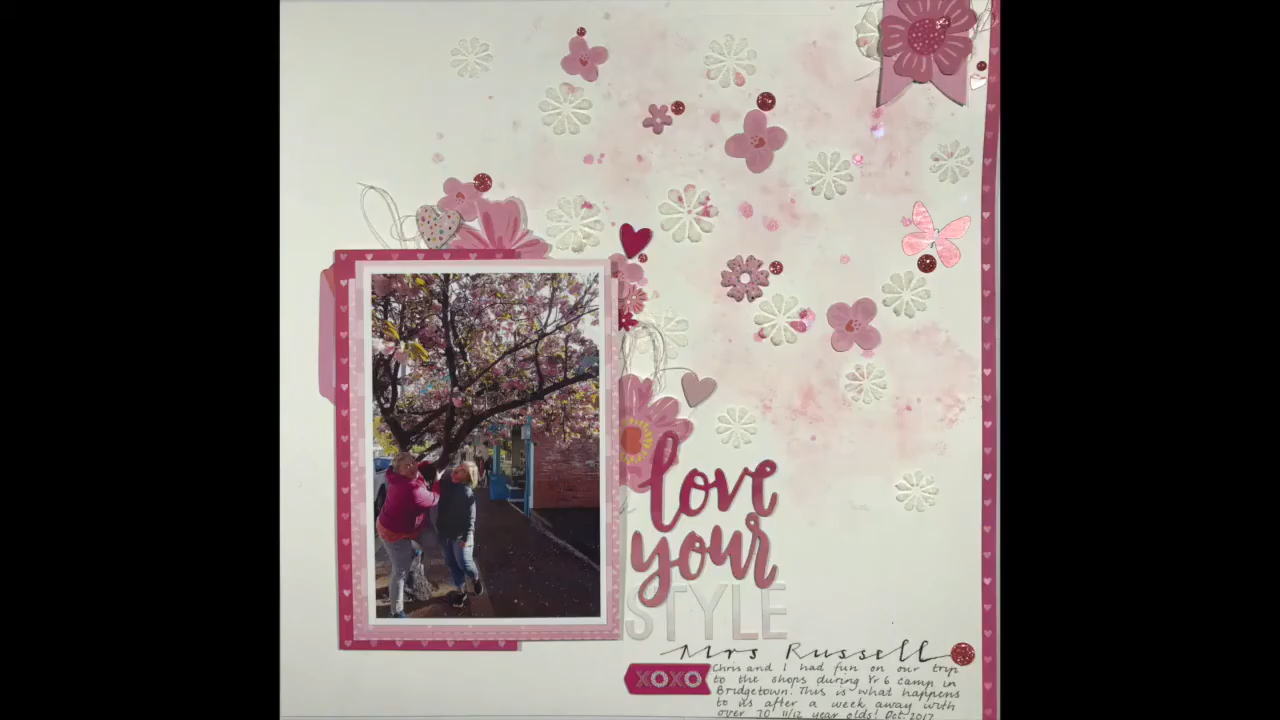 love
your
STYLE
Mrs Russell
XOXO
Chris and I had fun on our trip
to the shops during Yr 6 camp in
Bridgetown! This is what happens
to us after a week away with
over 70 11/12 year olds! Oct. 2017